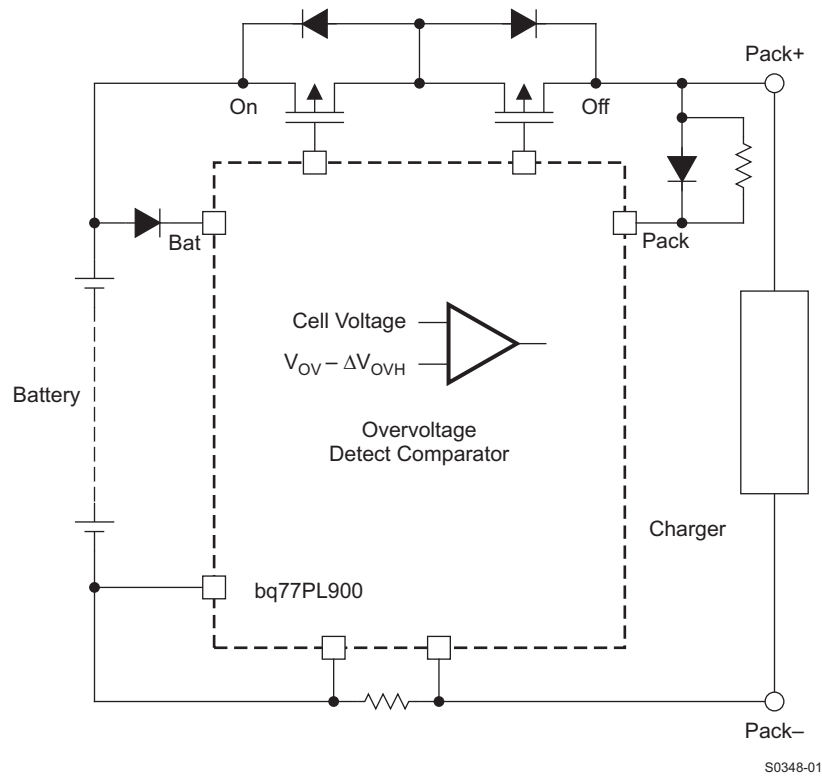 Pack+
On
Off
Bat
Pack
Cell Voltage
V_OV – ΔV_OVH
Battery
Overvoltage
Detect Comparator
Charger
bq77PL900
Pack–
S0348-01